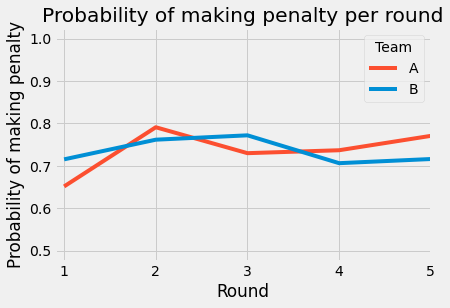 Probability of making penalty per round
Probability of making penalty
1.0
0.9
0.8
0.7
0.6
0.5
Team
A
B
1 2 3 4 5
Round